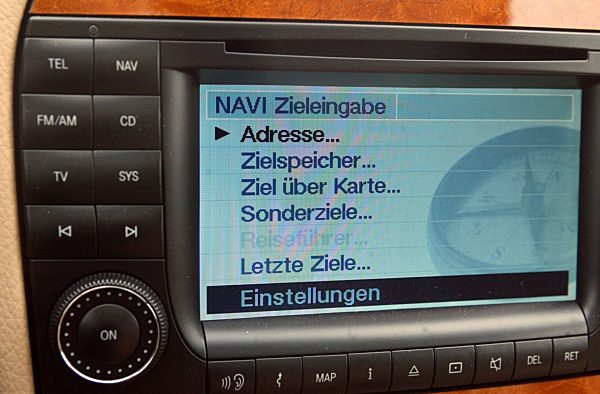 TEL NAV
FM/AM CD
TV SYS
ON
NAVI Zieleingabe
Adresse...
Zielspeicher...
Ziel über Karte...
Sonderziele...
Reiseführer...
Letzte Ziele...
Einstellungen
MAP i DEL RET